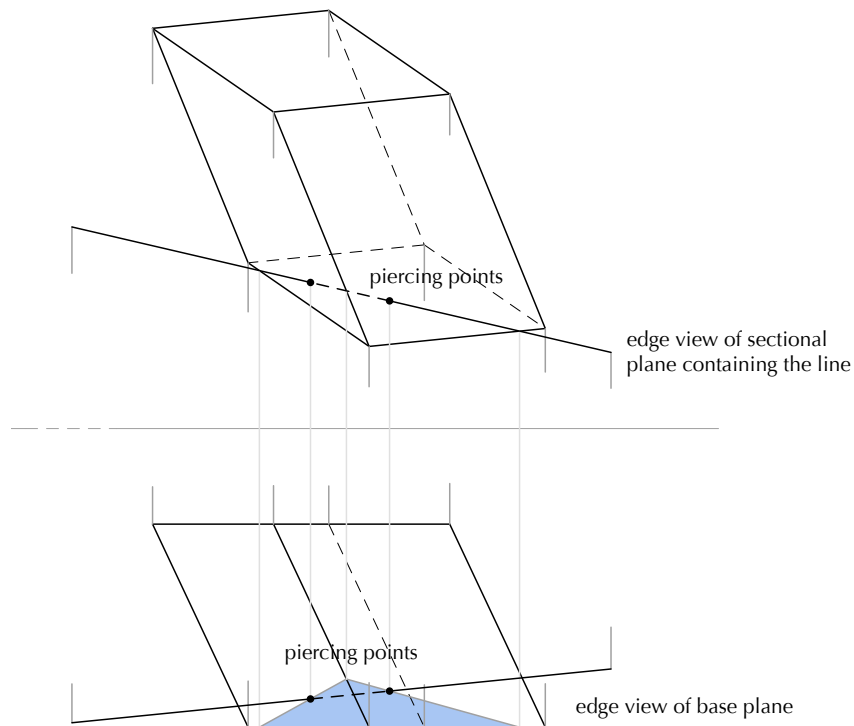 piercing points
edge view of sectional
plane containing the line
piercing points
edge view of base plane